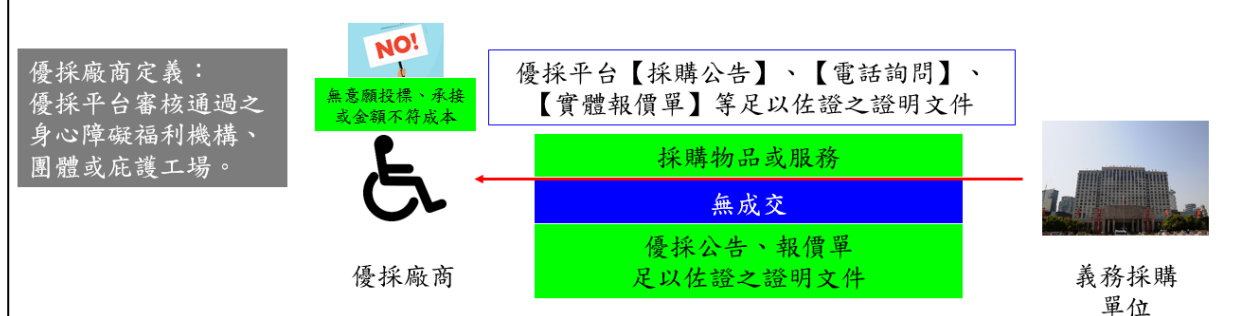 優採廠商定義：
優採平台審核通過之
身心障礙福利機構、
團體或庇護工場。
NO!
無意願投標、承接
或金額不符成本
優採廠商
優採平台【採購公告】、【電話詢問】、
【實體報價單】等足以佐證之證明文件
採購物品或服務
無成交
優採公告、報價單
足以佐證之證明文件
義務採購
單位